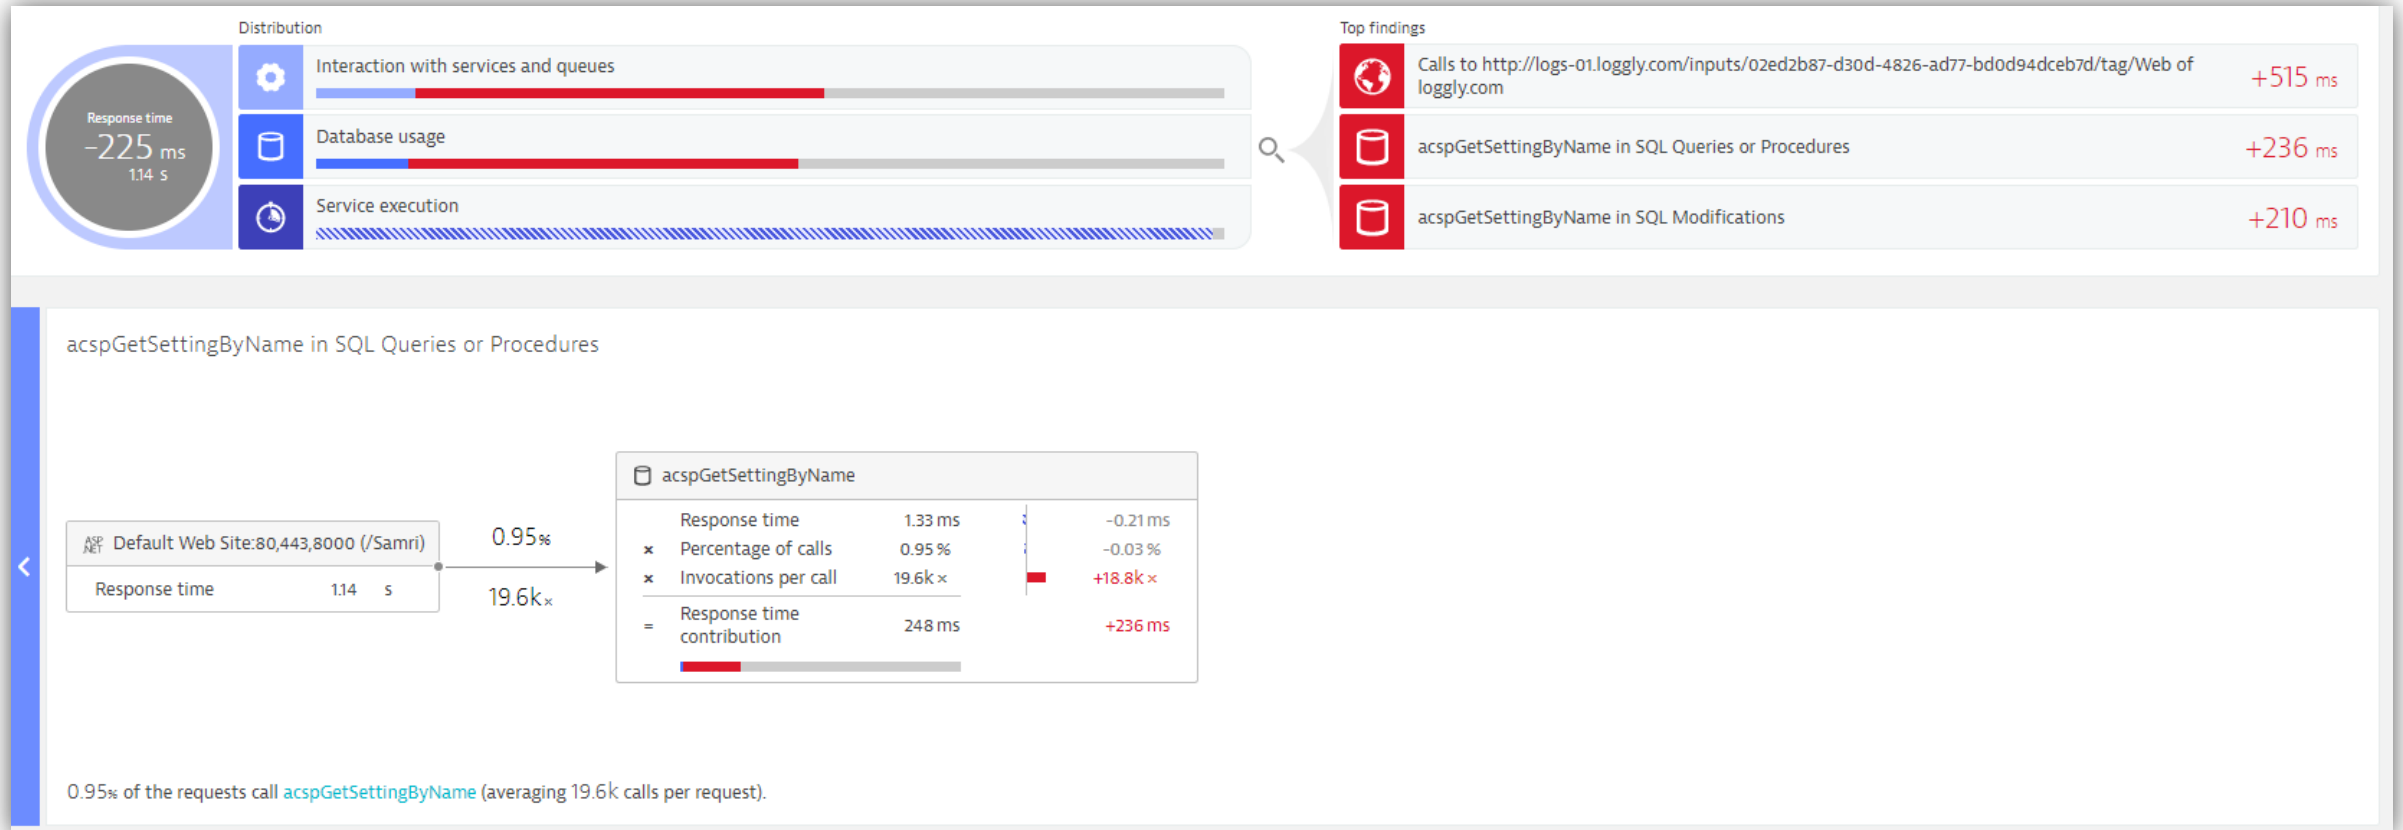 Distribution
Top findings
Response time
-225 ms
1.14 s
Interaction with services and queues
Database usage
Service execution
Calls to http://logs-01.loggly.com/inputs/02ed2b87-d30d-4826-ad77-bd0d94dceb7d/tag/Web of
loggly.com
+515 ms
acspGetSettingByName in SQL Queries or Procedures
+236 ms
acspGetSettingByName in SQL Modifications
+210 ms
acspGetSettingByName in SQL Queries or Procedures
ASP .NET Default Web Site:80,443,8000 (/Samri)
Response time 1.14 s
0.95%
19.6k×
acspGetSettingByName
Response time 1.33 ms -0.21 ms
× Percentage of calls 0.95 % -0.03 %
× Invocations per call 19.6k × +18.8k ×
= Response time
contribution 248 ms +236 ms
0.95% of the requests call acspGetSettingByName (averaging 19.6k calls per request).